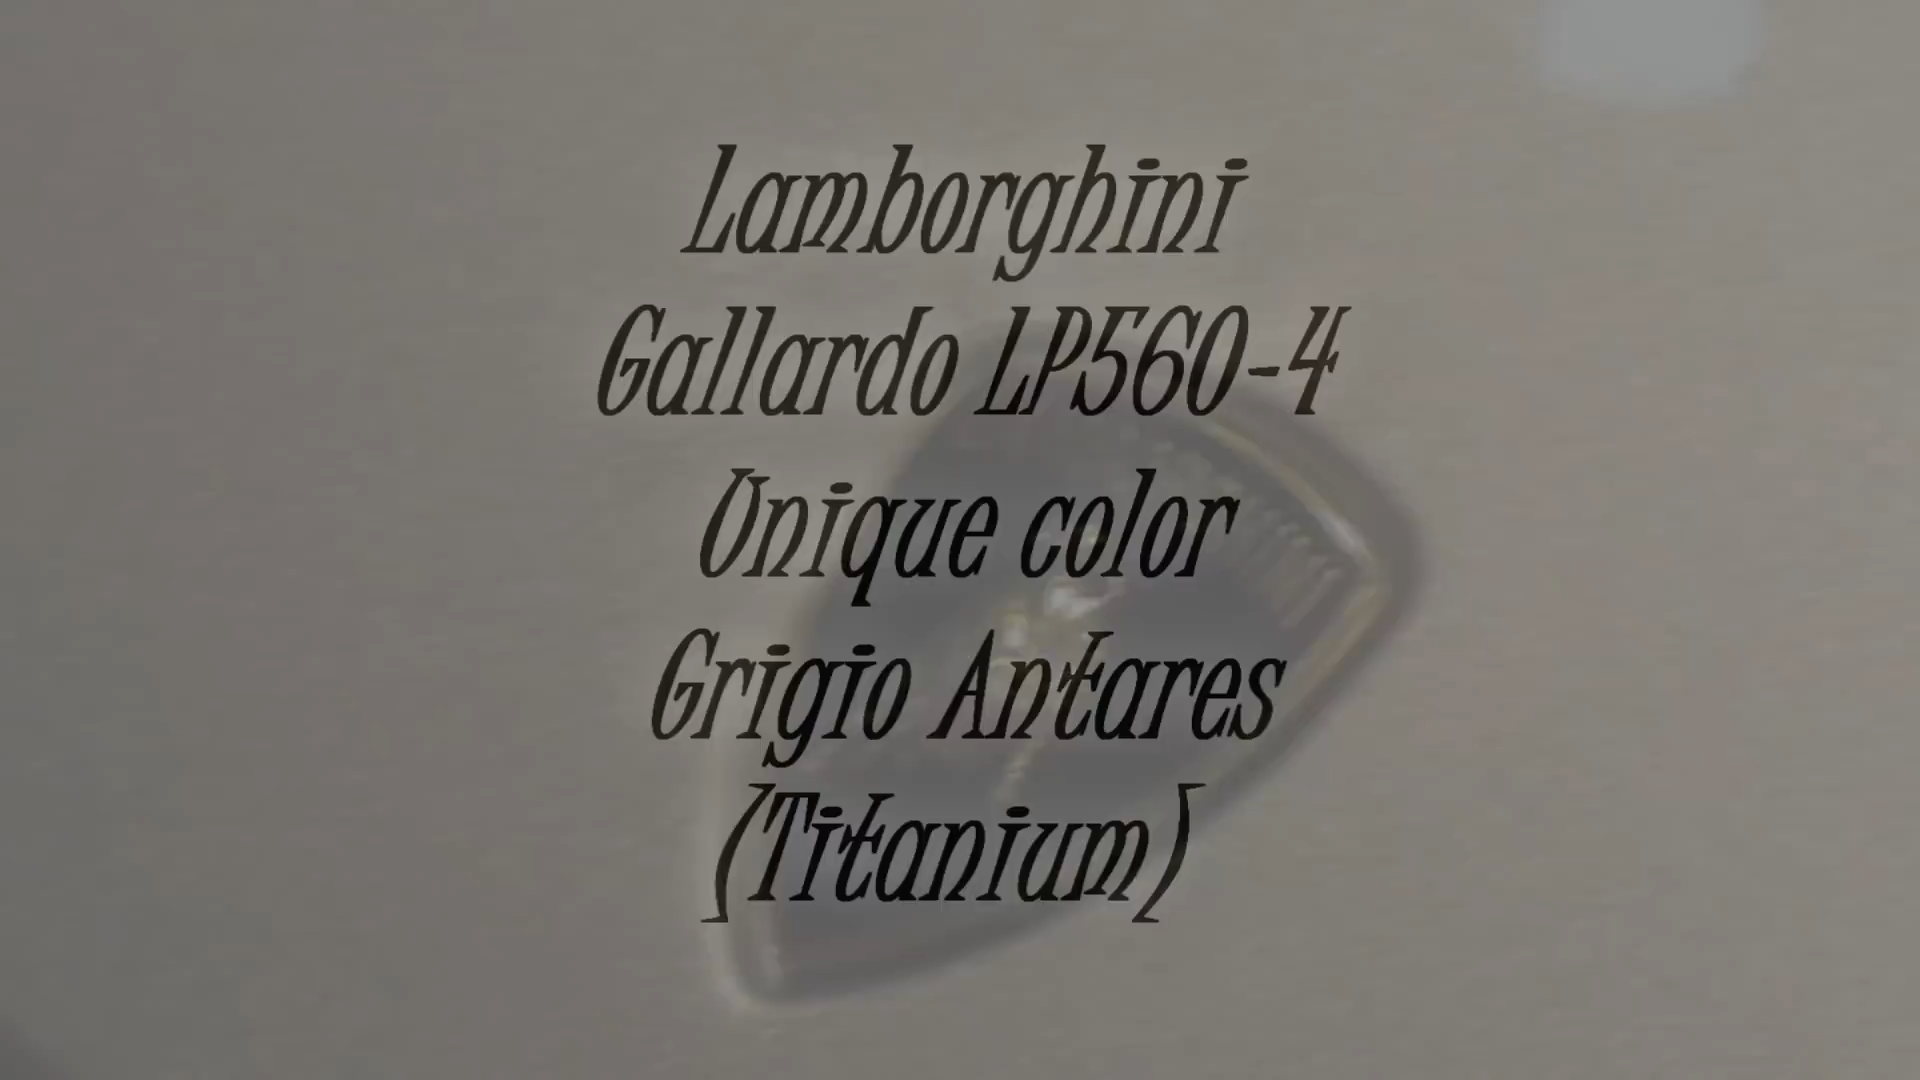 Lamborghini
Gallardo LP560-4
Unique color
Grigio Antares
(Titanium)